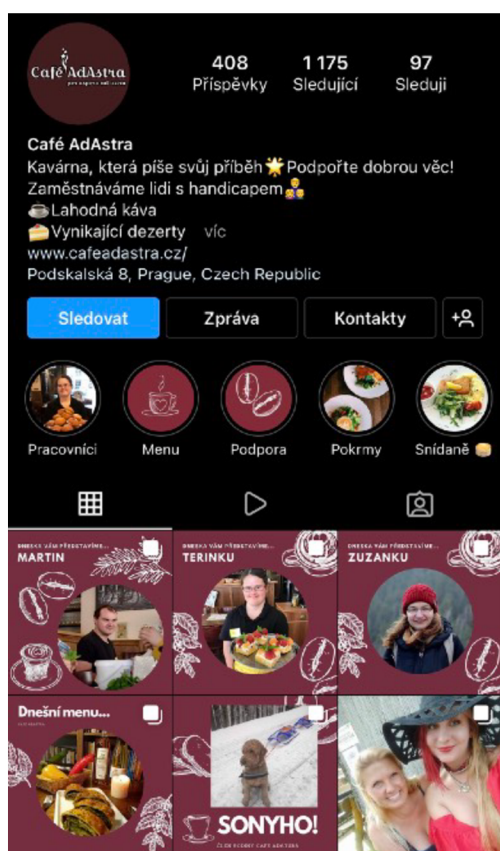 Café AdAstra
408 1 175 97
Příspěvky Sledující Sleduji
Café AdAstra
Kavárna, která píše svůj příběh🌟Podpořte dobrou věc!
Zaměstnáváme lidi s handicapem👫
☕Lahodná káva
🍰Vynikající dezerty víc
www.cafeadastra.cz/
Podskalská 8, Prague, Czech Republic
Sledovat Zpráva Kontakty
Pracovníci Menu Podpora Pokrmy Snídaně 🥞
DNESKA VÁM PŘEDSTAVÍME...
MARTIN
DNESKA VÁM PŘEDSTAVÍME...
TERINKU
DNESKA VÁM PŘEDSTAVÍME...
ZUZANKU
Dnešní menu...
SONYHO!